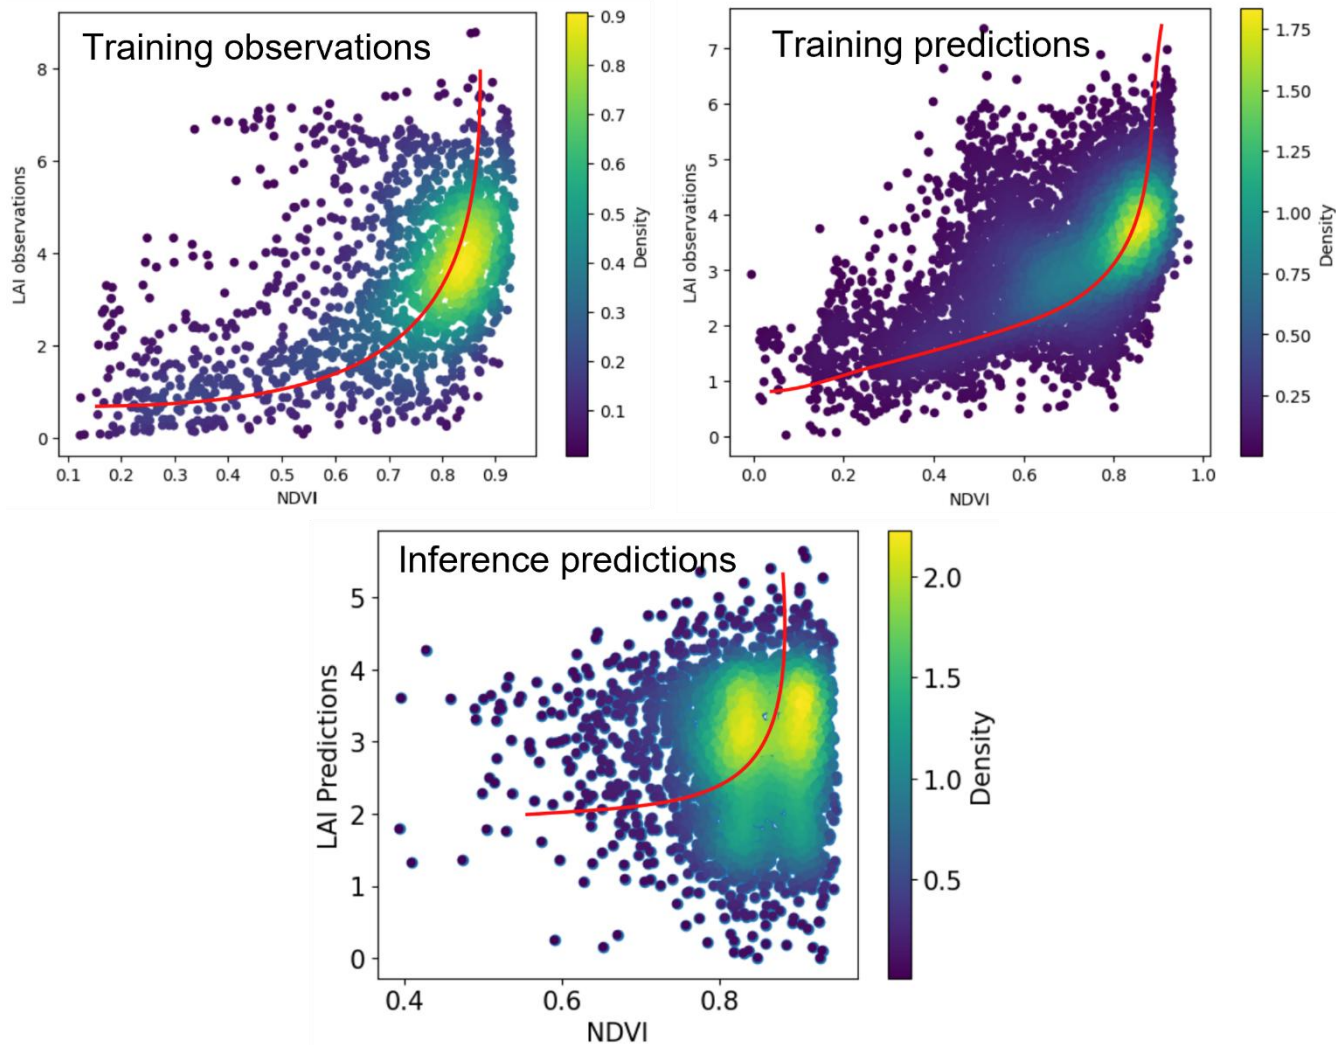 Training observations
LAI observations
8
6
4
2
0
0.1 0.2 0.3 0.4 0.5 0.6 0.7 0.8 0.9
NDVI
0.9
0.8
0.7
0.6
0.5
0.4
0.3
0.2
0.1
Density
Training predictions
LAI observations
7
6
5
4
3
2
1
0
0.0 0.2 0.4 0.6 0.8 1.0
NDVI
1.75
1.50
1.25
1.00
0.75
0.50
0.25
Density
Inference predictions
LAI Predictions
5
4
3
2
1
0
0.4 0.6 0.8
NDVI
2.0
1.5
1.0
0.5
Density